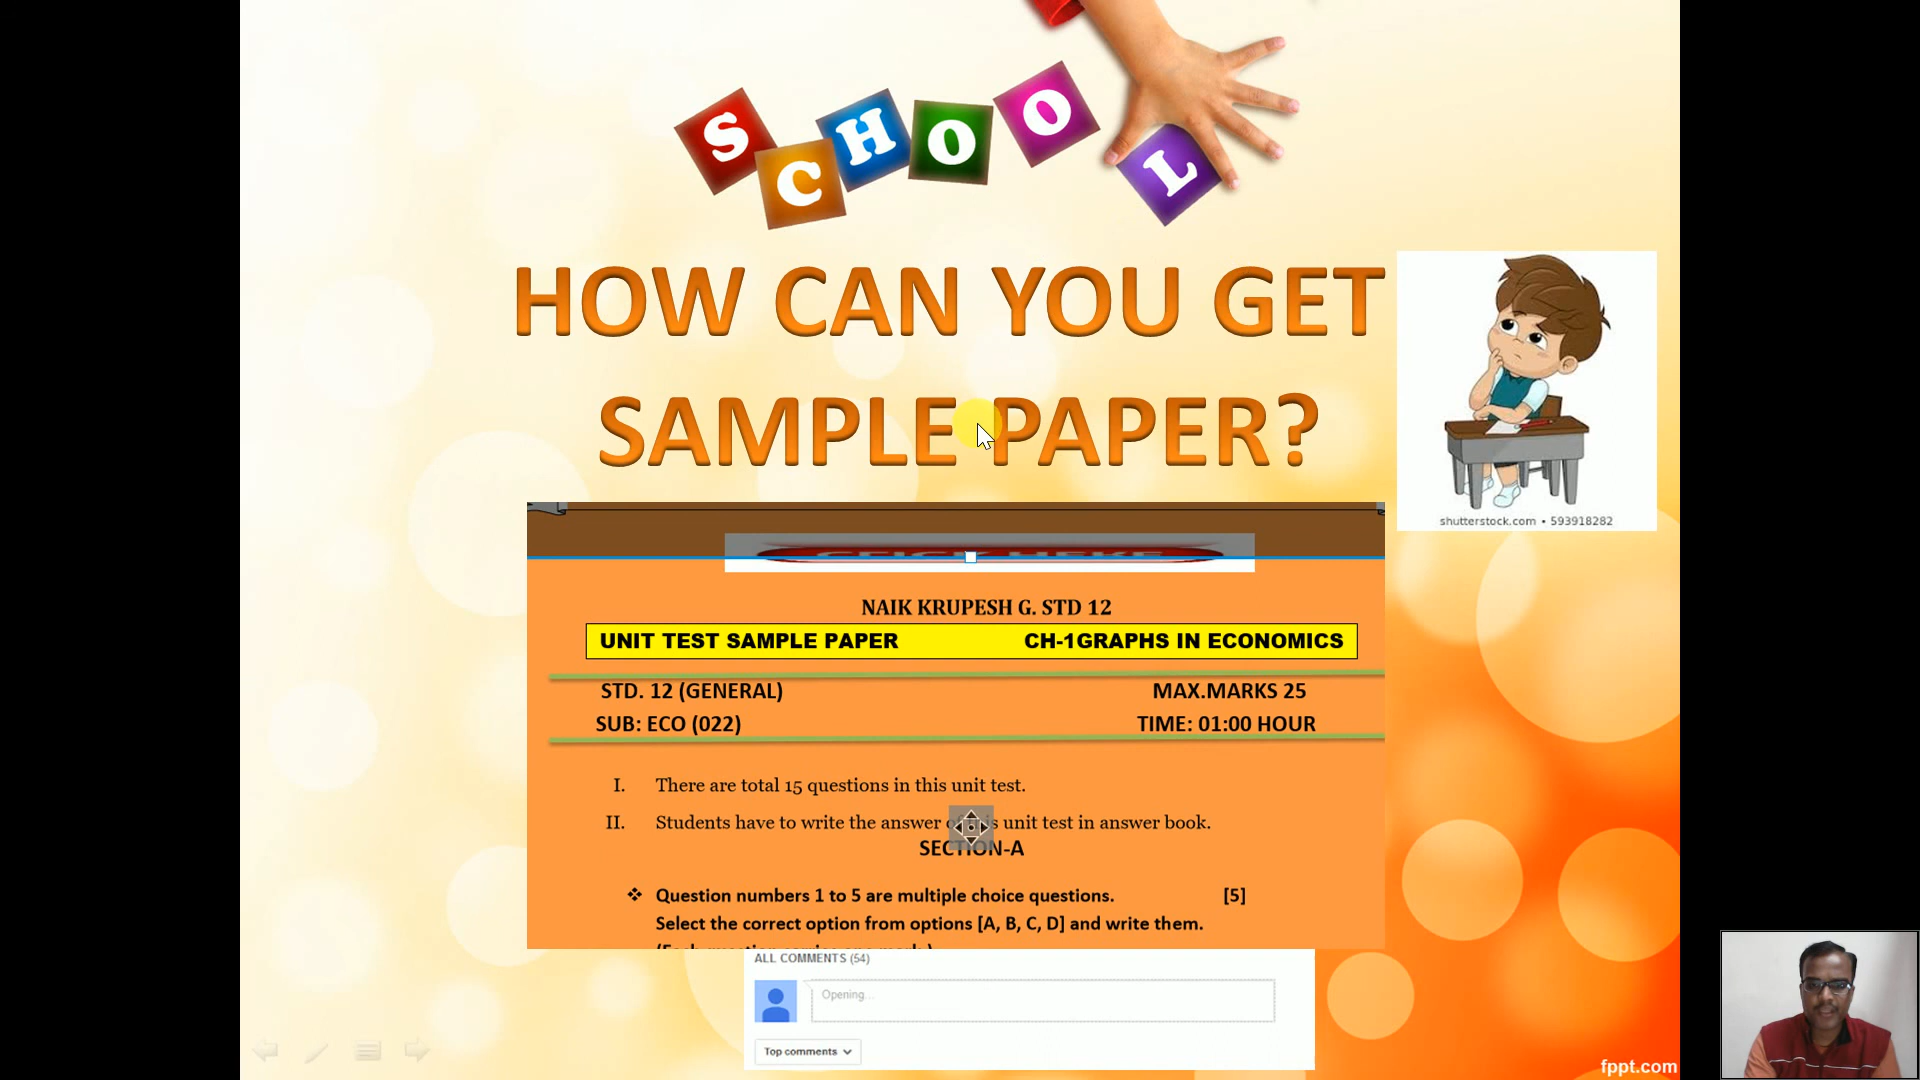 SCHOOL
HOW CAN YOU GET
SAMPLE PAPER?
shutterstock.com • 593918282
NAIK KRUPESH G. STD 12
UNIT TEST SAMPLE PAPER CH-1GRAPHS IN ECONOMICS
STD. 12 (GENERAL) MAX.MARKS 25
SUB: ECO (022) TIME: 01:00 HOUR
I. There are total 15 questions in this unit test.
II. Students have to write the answer of this unit test in answer book.
SECTION-A
❖ Question numbers 1 to 5 are multiple choice questions. [5]
Select the correct option from options [A, B, C, D] and write them.
ALL COMMENTS (54)
Opening...
Top comments
fppt.com